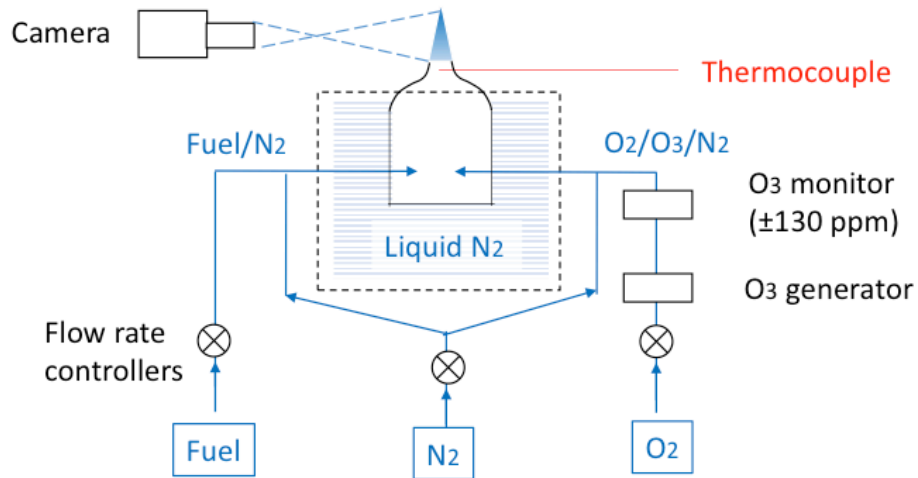 Camera
Thermocouple
Fuel/N2
O2/O3/N2
O3 monitor
(±130 ppm)
Liquid N2
O3 generator
Flow rate
controllers
Fuel
N2
O2